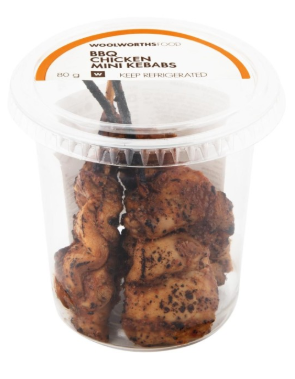 WOOLWORTHS FOOD
BBQ
CHICKEN
MINI KEBABS
80 g W KEEP REFRIGERATED